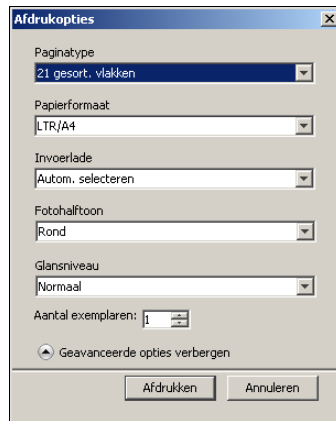 Afdrukopties
Paginatype
21 gesort. vlakken
Papierformaat
LTR/A4
Invoerlade
Autom. selecteren
Fotohalftoon
Rond
Glansniveau
Normaal
Aantal exemplaren: 1
Geavanceerde opties verbergen
Afdrukken Annuleren